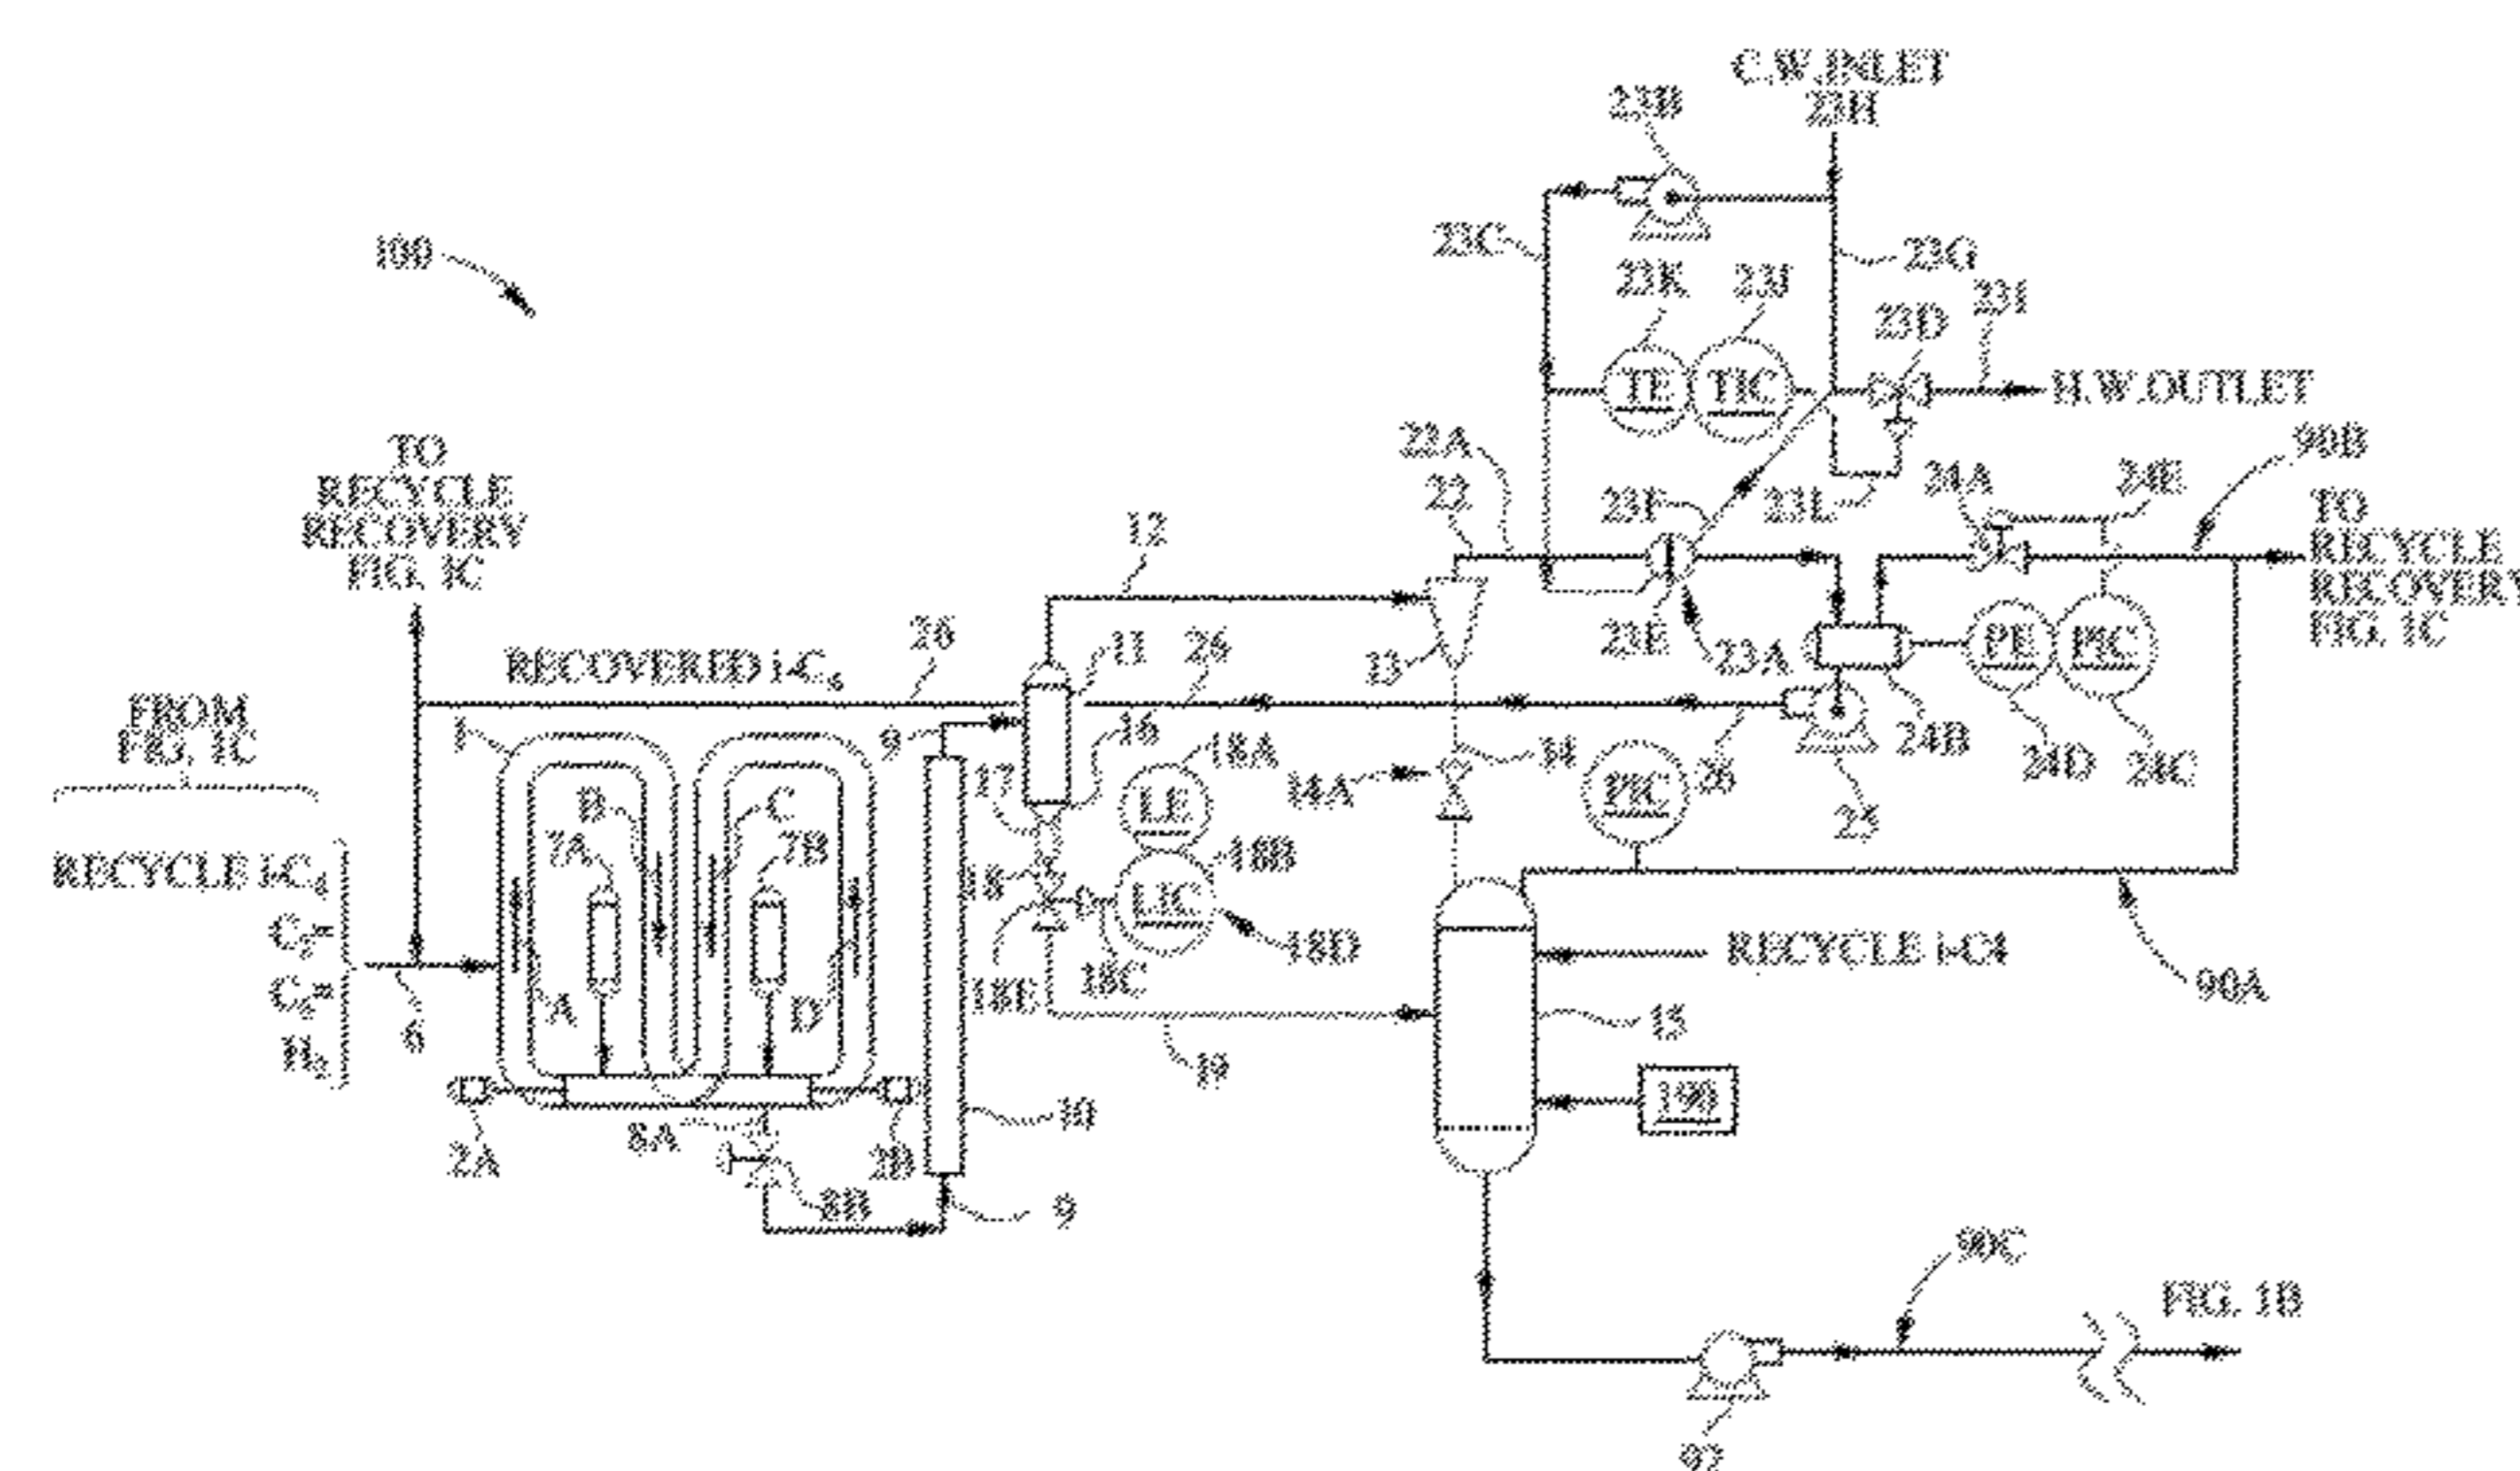 C.W.INLET
23H
23B
100
23C
23G
23K
23J
23I
23D
TE
TIC
H.W.OUTLET
TO
RECYCLE
RECOVERY
FIG. 1C
22A
22
23F
23L
24A
24E
90B
TO
RECYCLE
RECOVERY
FIG. 1C
12
26
RECOVERED i-C
11
26
13
23E
23A
PE
PIC
FROM
FIG. 1C
1
9
16
17
18A
14A
14
PIC
26
25
24B
24D
24C
B
C
7A
7B
LE
18B
RECYCLE i-C4
18
LIC
C
C
H2
18D
RECYCLE i-C4
A
D
6
18E
18C
90A
15
19
190
2A
8A
2B
10
8B
9
90C
FIG. 1B
92